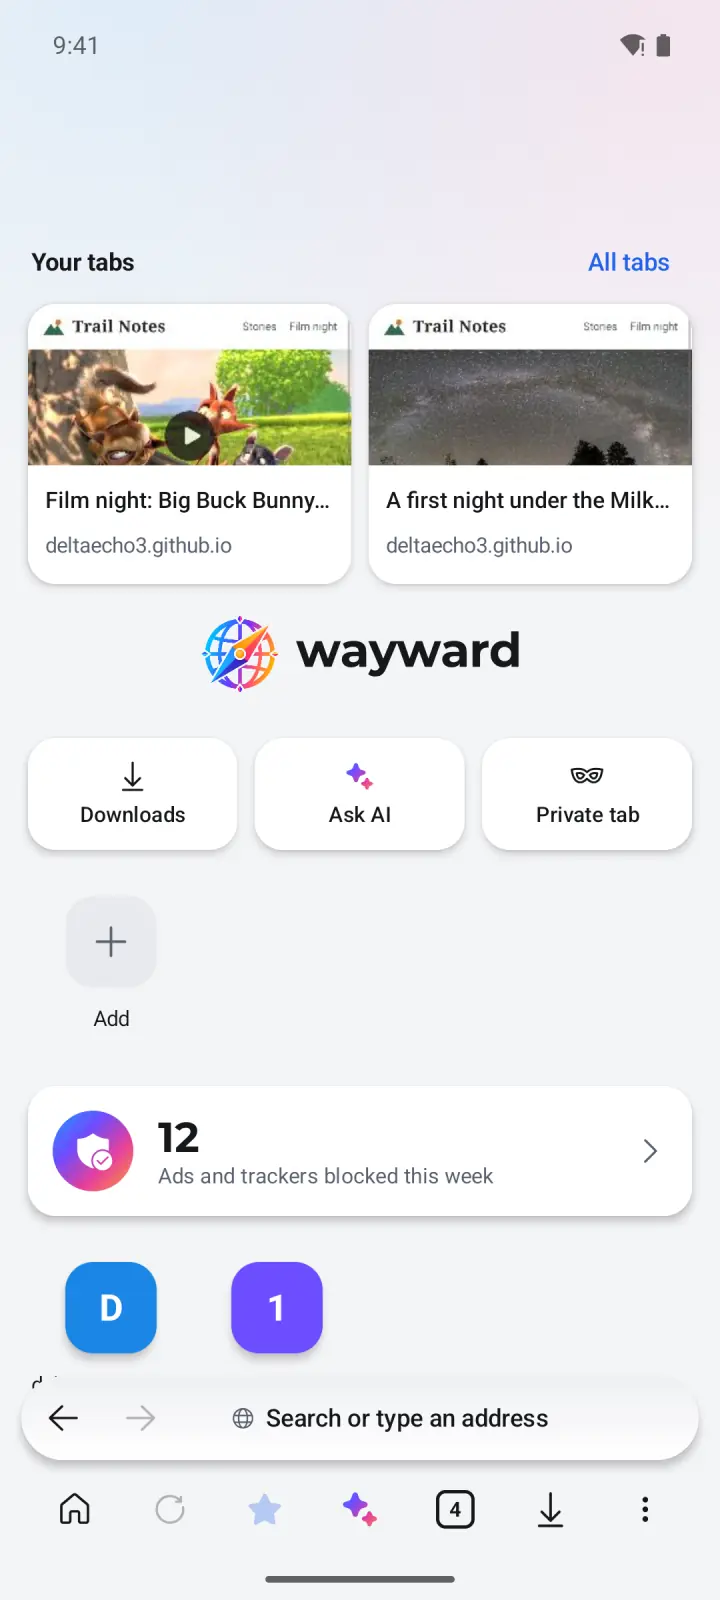 9:41
Your tabs
All tabs
Trail Notes
Stories
Film night
Trail Notes
Stories
Film night
Film night: Big Buck Bunny...
deltaecho3.github.io
A first night under the Milk...
deltaecho3.github.io
wayward
Downloads
Ask AI
Private tab
Add
12
Ads and trackers blocked this week
D
1
Search or type an address
4